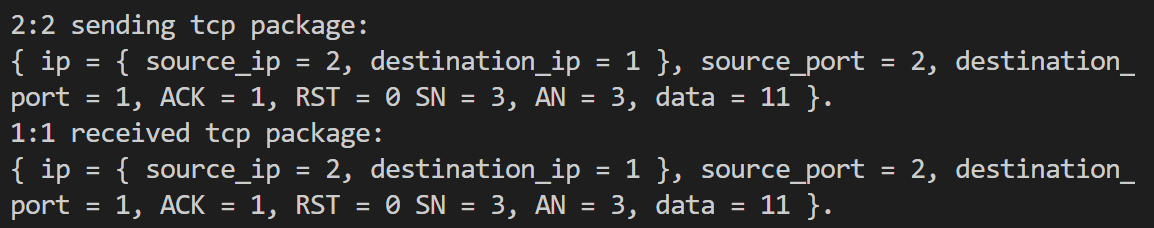 2:2 sending tcp package:
{ ip = { source_ip = 2, destination_ip = 1 }, source_port = 2, destination_
port = 1, ACK = 1, RST = 0 SN = 3, AN = 3, data = 11 }.
1:1 received tcp package:
{ ip = { source_ip = 2, destination_ip = 1 }, source_port = 2, destination_
port = 1, ACK = 1, RST = 0 SN = 3, AN = 3, data = 11 }.